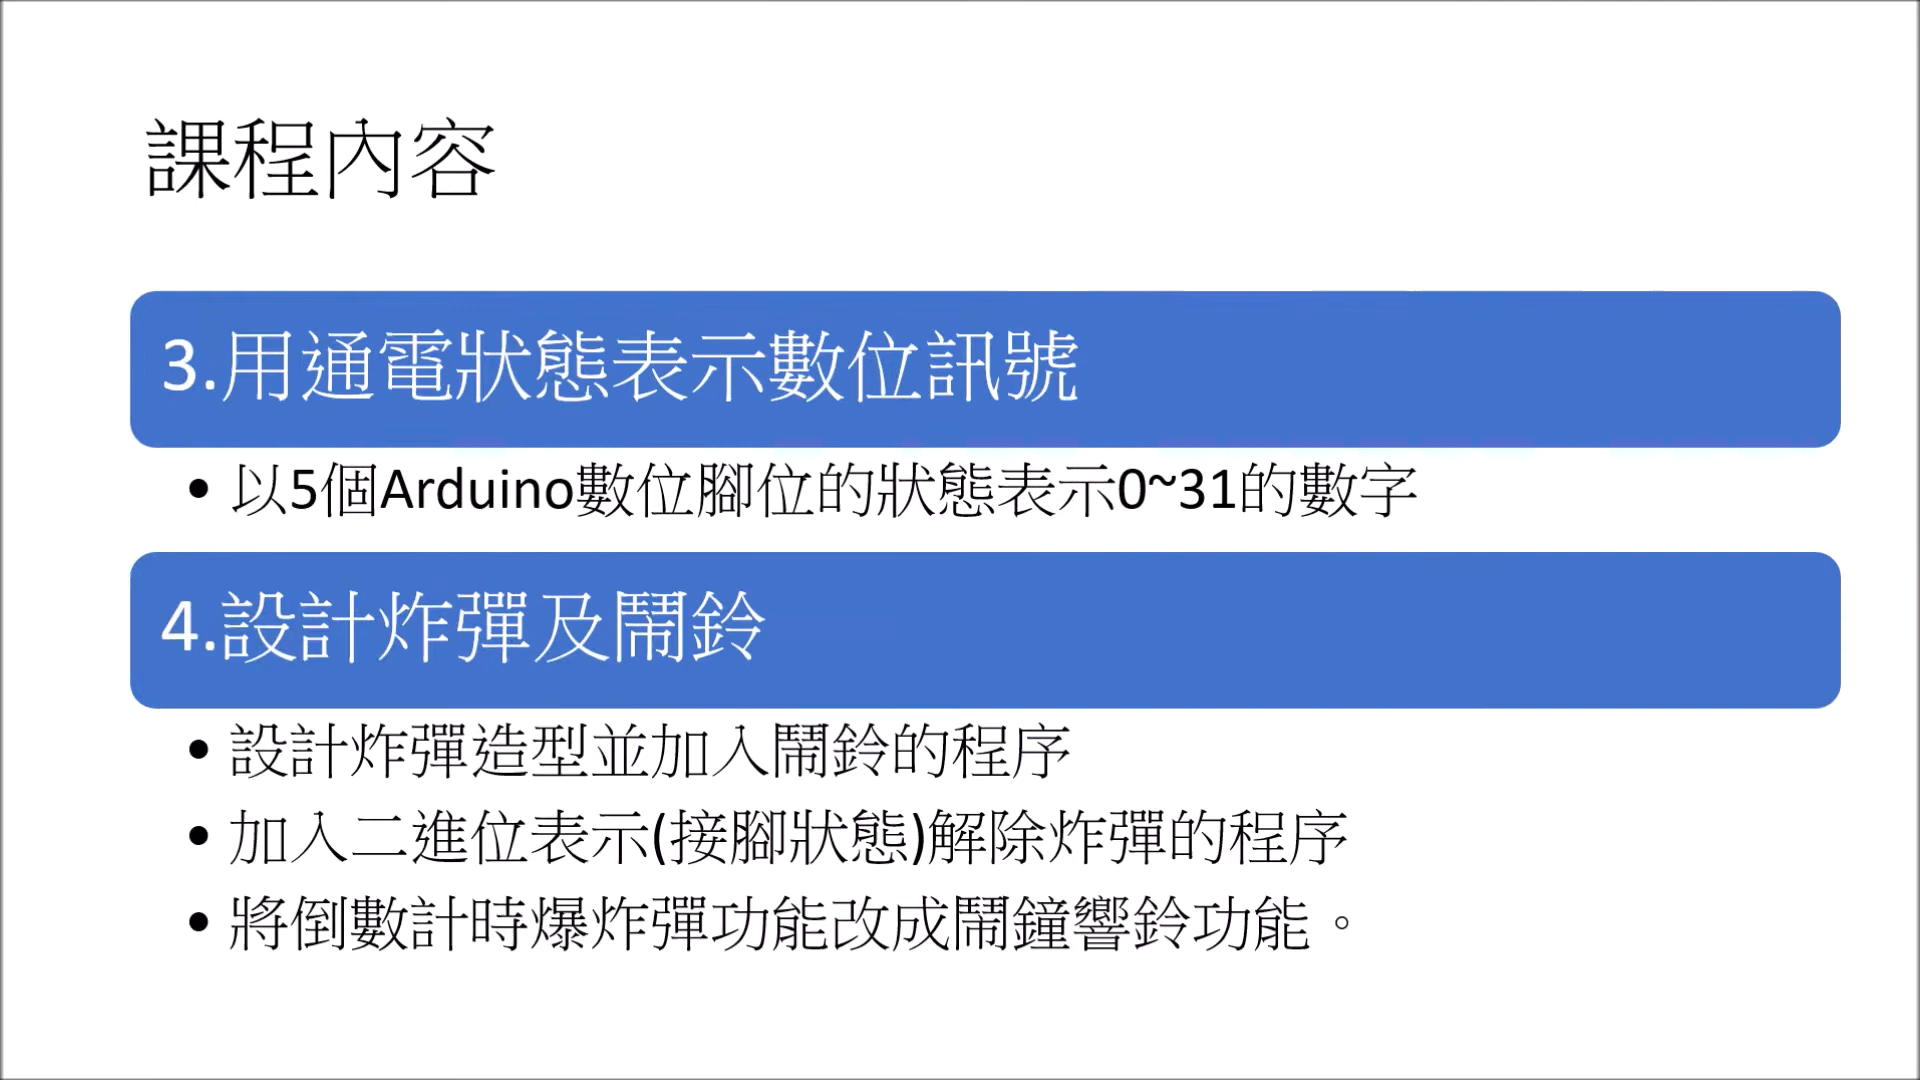 課程內容
3.用通電狀態表示數位訊號
• 以5個Arduino數位腳位的狀態表示0~31的數字
4.設計炸彈及鬧鈴
• 設計炸彈造型並加入鬧鈴的程序
• 加入二進位表示(接腳狀態)解除炸彈的程序
• 將倒數計時爆炸彈功能改成鬧鐘響鈴功能。